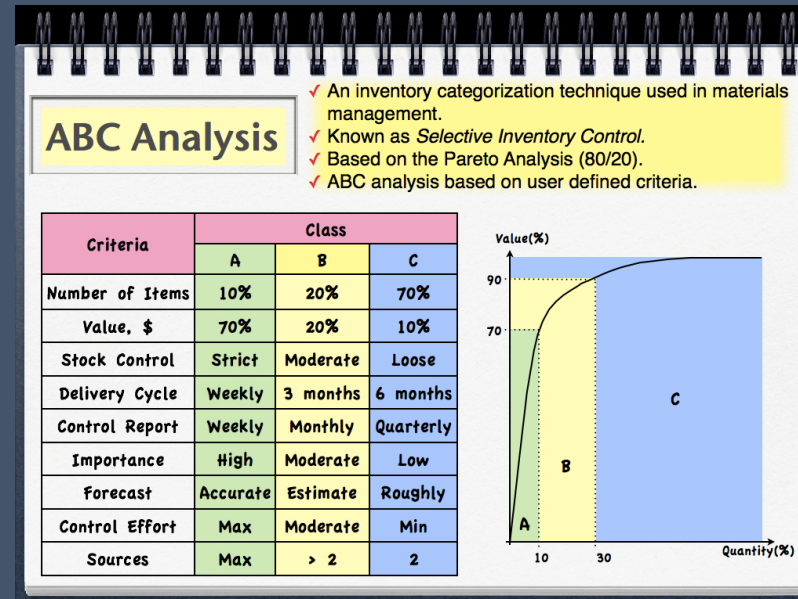 ABC Analysis
✓ An inventory categorization technique used in materials
management.
✓ Known as Selective Inventory Control.
✓ Based on the Pareto Analysis (80/20).
✓ ABC analysis based on user defined criteria.
Criteria Class
A B C
Number of Items 10% 20% 70%
Value, $ 70% 20% 10%
Stock Control Strict Moderate Loose
Delivery Cycle Weekly 3 months 6 months
Control Report Weekly Monthly Quarterly
Importance High Moderate Low
Forecast Accurate Estimate Roughly
Control Effort Max Moderate Min
Sources Max > 2 2
Value(%)
90
70
C
B
A
10 30
Quantity(%)